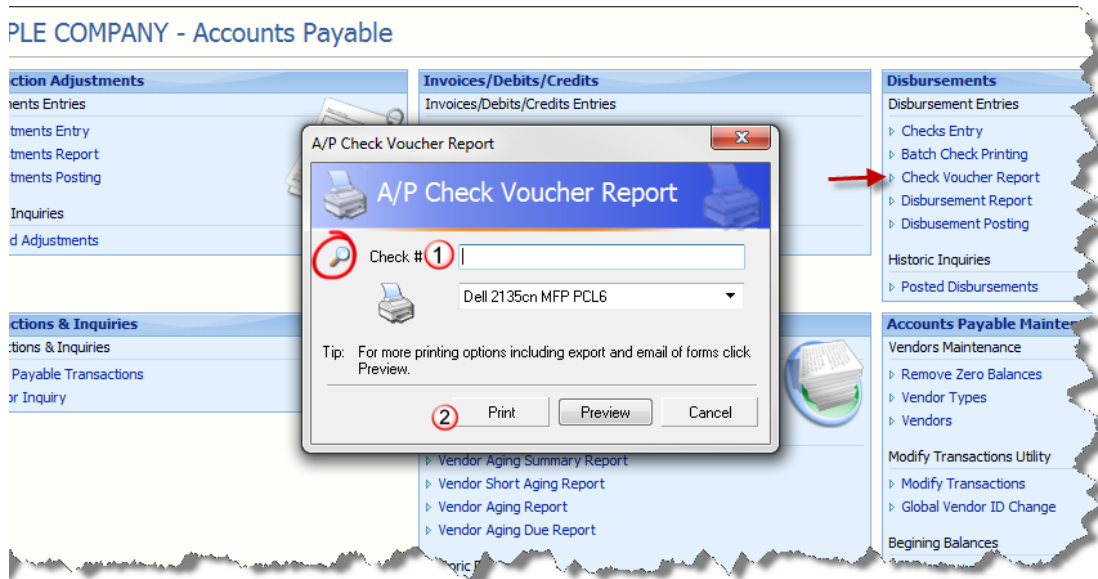 PLE COMPANY - Accounts Payable
ction Adjustments
ents Entries
tments Entry
tments Report
tments Posting
Inquiries
d Adjustments
Invoices/Debits/Credits
Invoices/Debits/Credits Entries
Disbursements
Disbursement Entries
Checks Entry
Batch Check Printing
Check Voucher Report
Disbursement Report
Disbusement Posting
Historic Inquiries
Posted Disbursements
A/P Check Voucher Report
A/P Check Voucher Report
Check # 1
Dell 2135cn MFP PCL6
Tip: For more printing options including export and email of forms click
Preview.
2 Print Preview Cancel
ctions & Inquiries
tions & Inquiries
Payable Transactions
or Inquiry
Vendor Aging Summary Report
Vendor Short Aging Report
Vendor Aging Report
Vendor Aging Due Report
Accounts Payable Mainten
Vendors Maintenance
Remove Zero Balances
Vendor Types
Vendors
Modify Transactions Utility
Modify Transactions
Global Vendor ID Change
Begining Balances